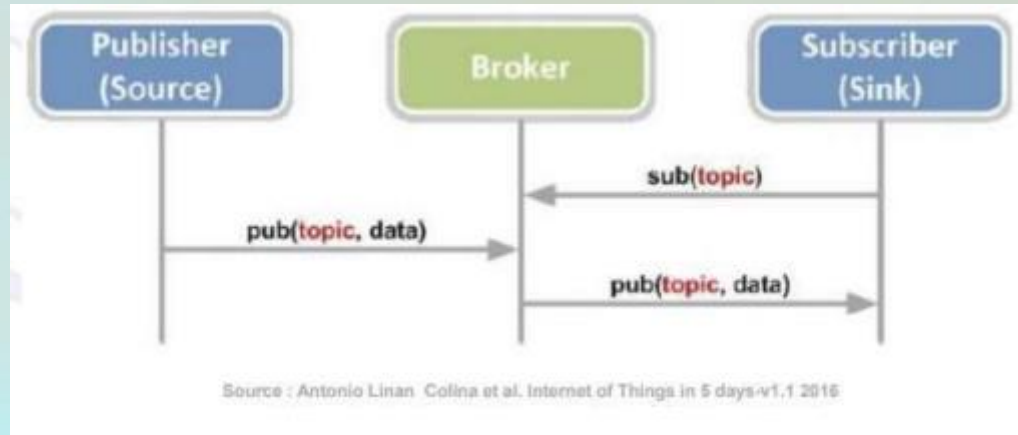 Publisher
(Source)
Broker
Subscriber
(Sink)
sub(topic)
pub(topic, data)
pub(topic, data)
Source : Antonio Linan Colina et al. Internet of Things in 5 days-v1.1 2016